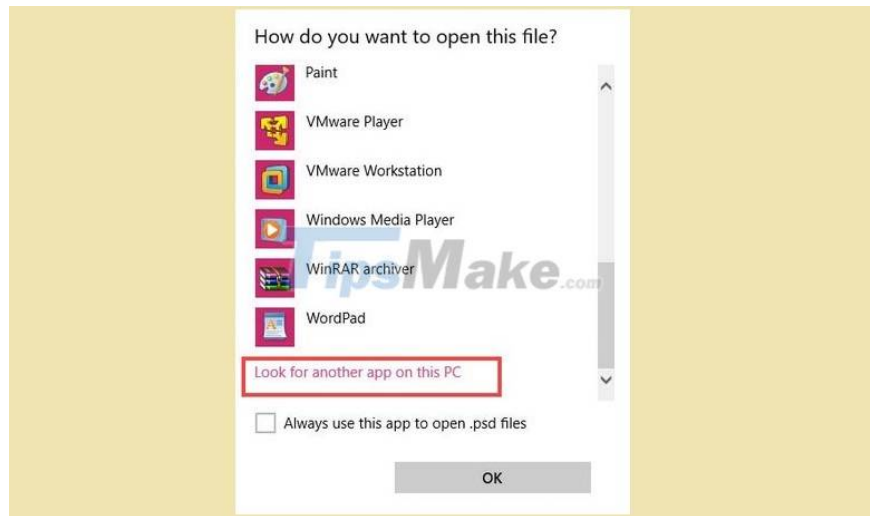 How do you want to open this file?
Paint
VMware Player
VMware Workstation
Windows Media Player
TipsMake.com
WinRAR archiver
WordPad
Look for another app on this PC
Always use this app to open .psd files
OK